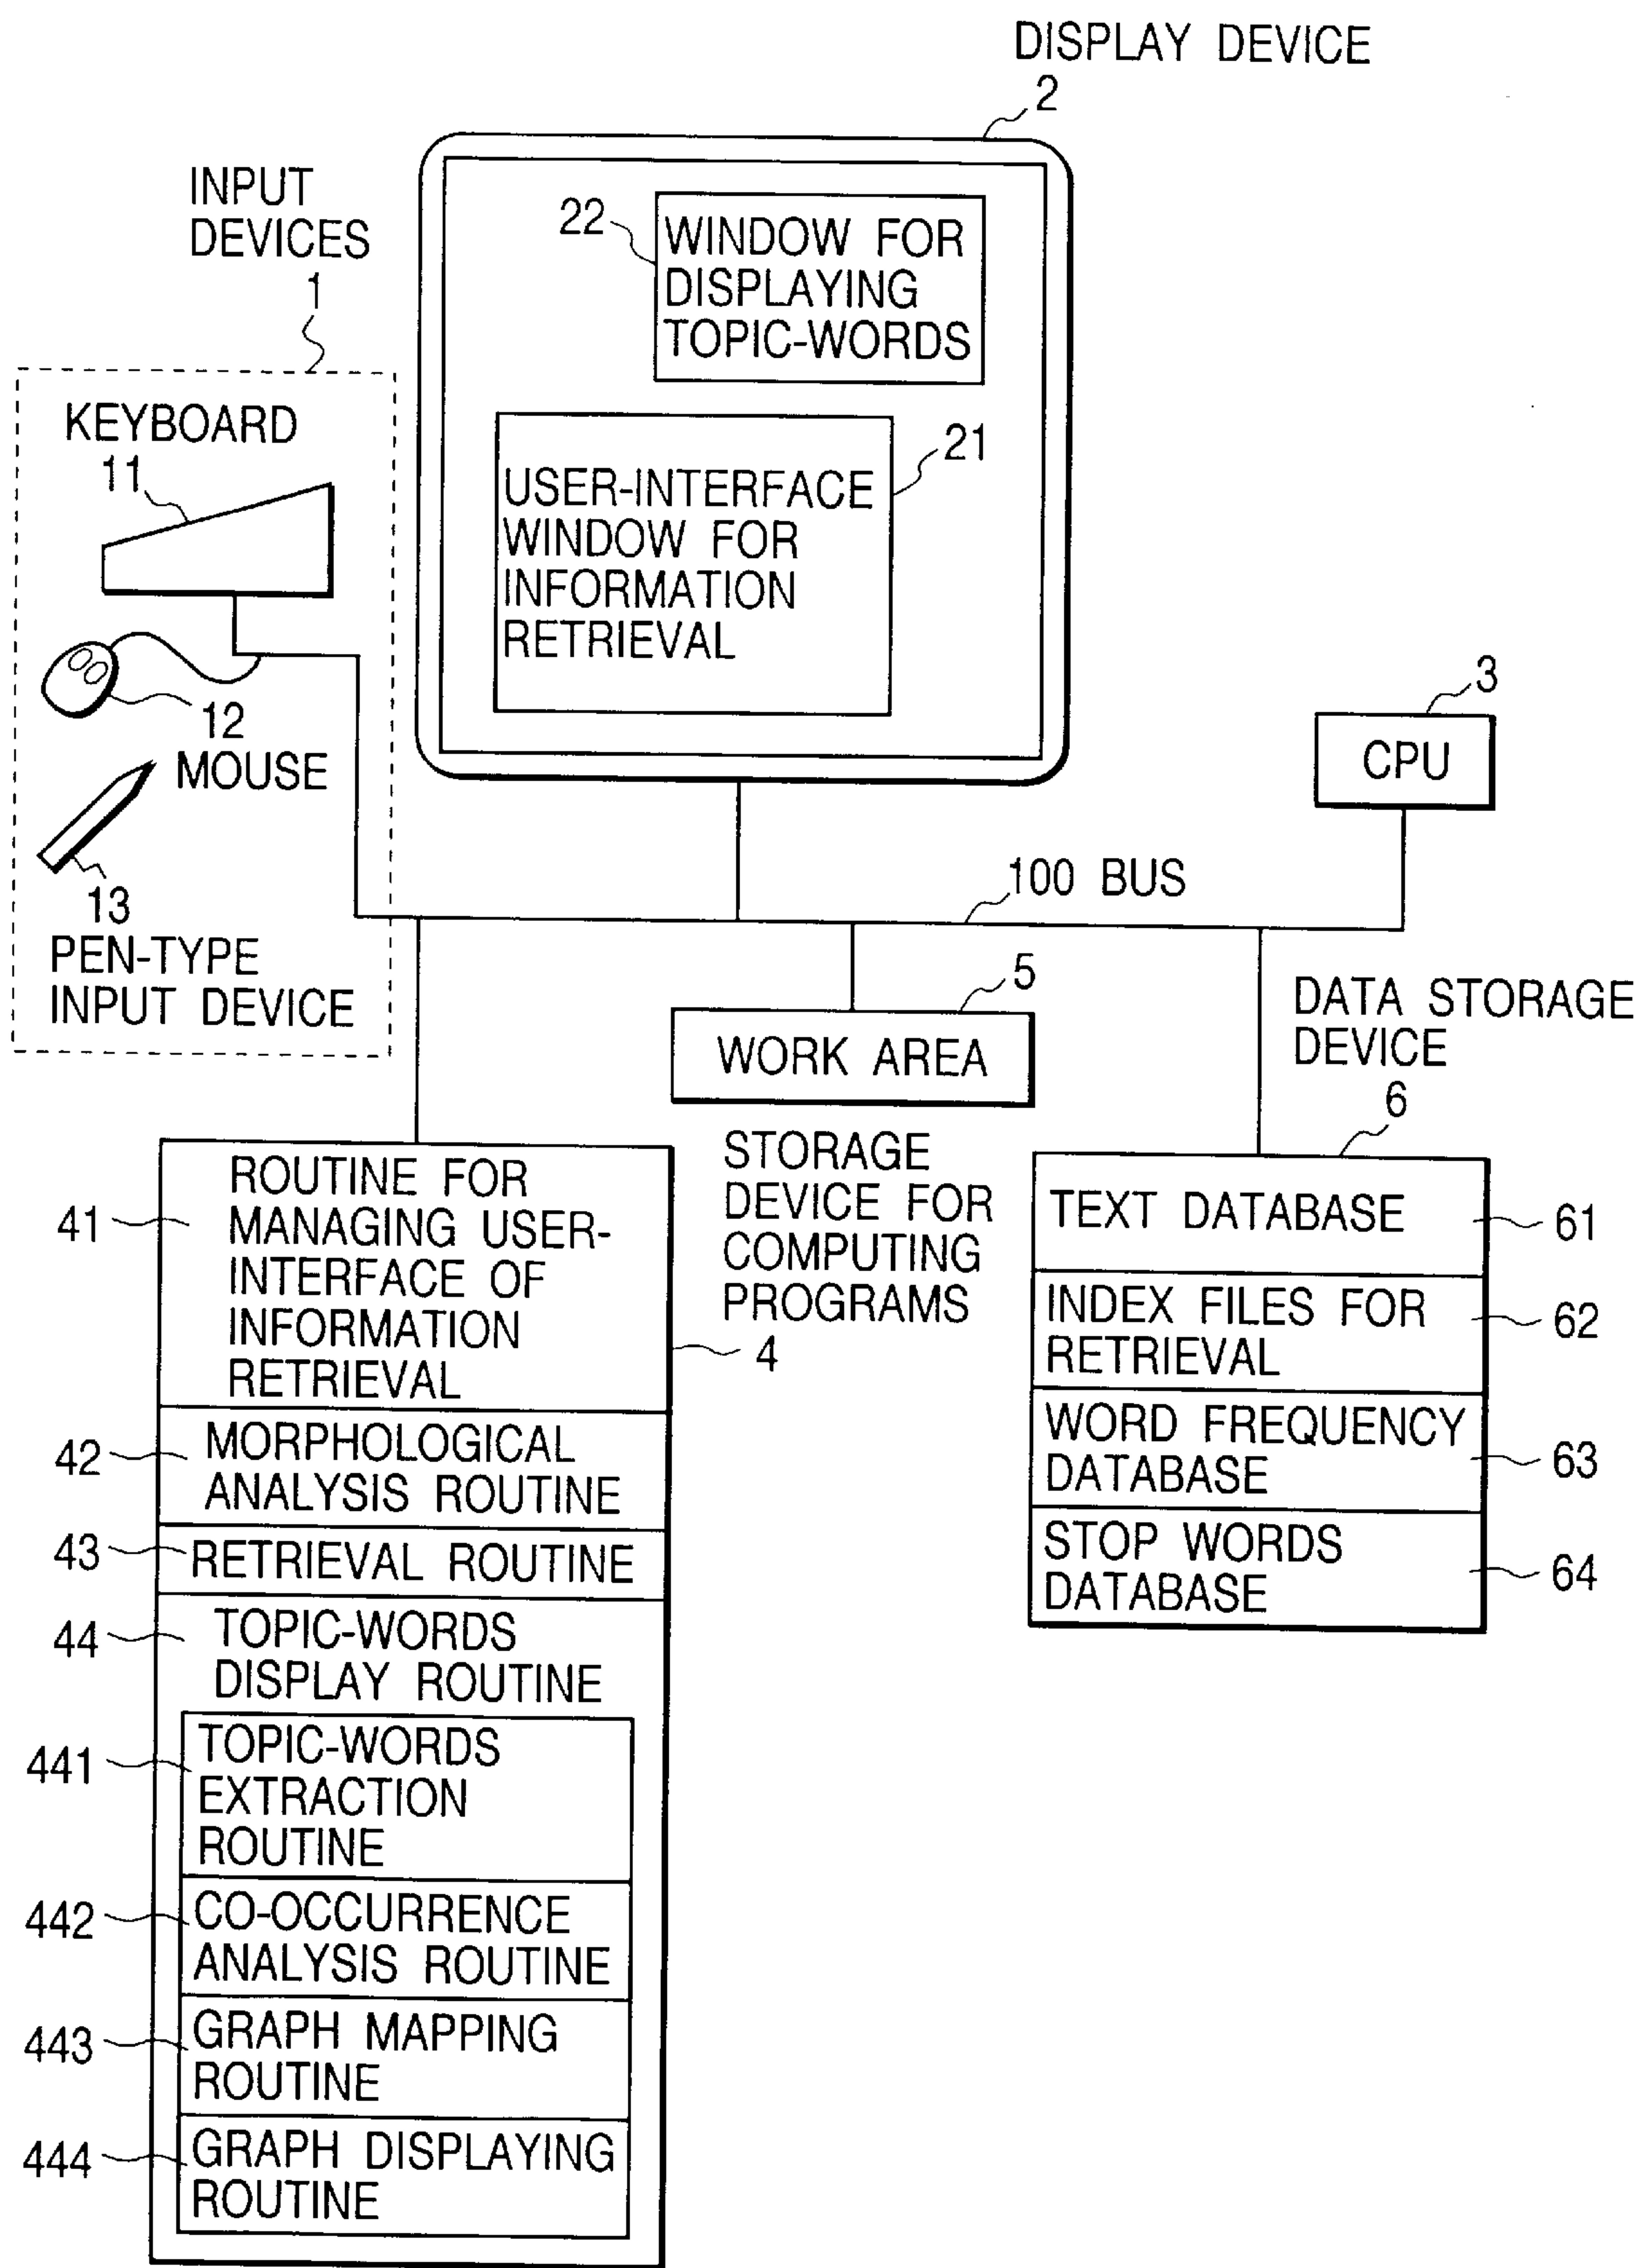 DISPLAY DEVICE
2
INPUT
DEVICES
1
22
WINDOW FOR
DISPLAYING
TOPIC-WORDS
KEYBOARD
11
21
USER-INTERFACE
WINDOW FOR
INFORMATION
RETRIEVAL
12
MOUSE
3
CPU
13
PEN-TYPE
INPUT DEVICE
100 BUS
5
WORK AREA
DATA STORAGE
DEVICE
6
STORAGE
DEVICE FOR
COMPUTING
PROGRAMS
4
41
ROUTINE FOR
MANAGING USER-
INTERFACE OF
INFORMATION
RETRIEVAL
42
MORPHOLOGICAL
ANALYSIS ROUTINE
43
RETRIEVAL ROUTINE
44
TOPIC-WORDS
DISPLAY ROUTINE
441
TOPIC-WORDS
EXTRACTION
ROUTINE
442
CO-OCCURRENCE
ANALYSIS ROUTINE
443
GRAPH MAPPING
ROUTINE
444
GRAPH DISPLAYING
ROUTINE
TEXT DATABASE
61
INDEX FILES FOR
RETRIEVAL
62
WORD FREQUENCY
DATABASE
63
STOP WORDS
DATABASE
64